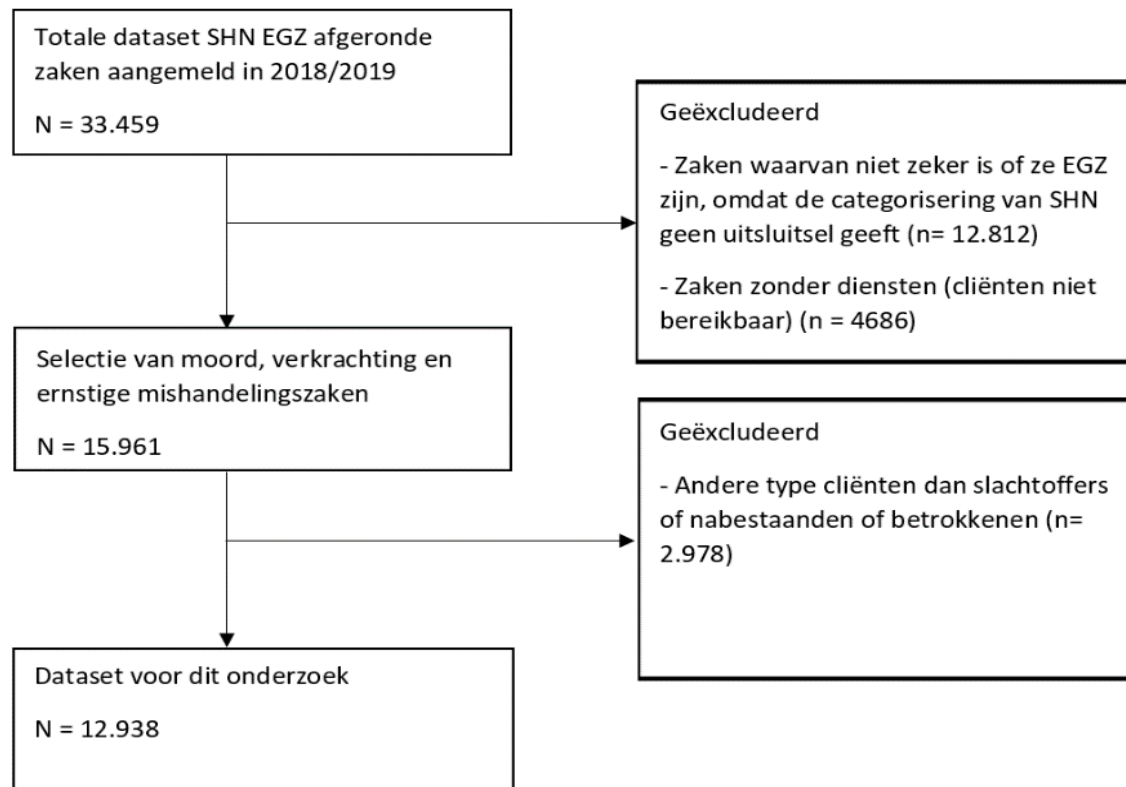 Totale dataset SHN EGZ afgeronde
zaken aangemeld in 2018/2019
N = 33.459
Geëxcludeerd
- Zaken waarvan niet zeker is of ze EGZ
zijn, omdat de categorisering van SHN
geen uitsluitsel geeft (n= 12.812)
- Zaken zonder diensten (cliënten niet
bereikbaar) (n = 4686)
Selectie van moord, verkrachting en
ernstige mishandelingszaken
N = 15.961
Geëxcludeerd
- Andere type cliënten dan slachtoffers
of nabestaanden of betrokkenen (n=
2.978)
Dataset voor dit onderzoek
N = 12.938